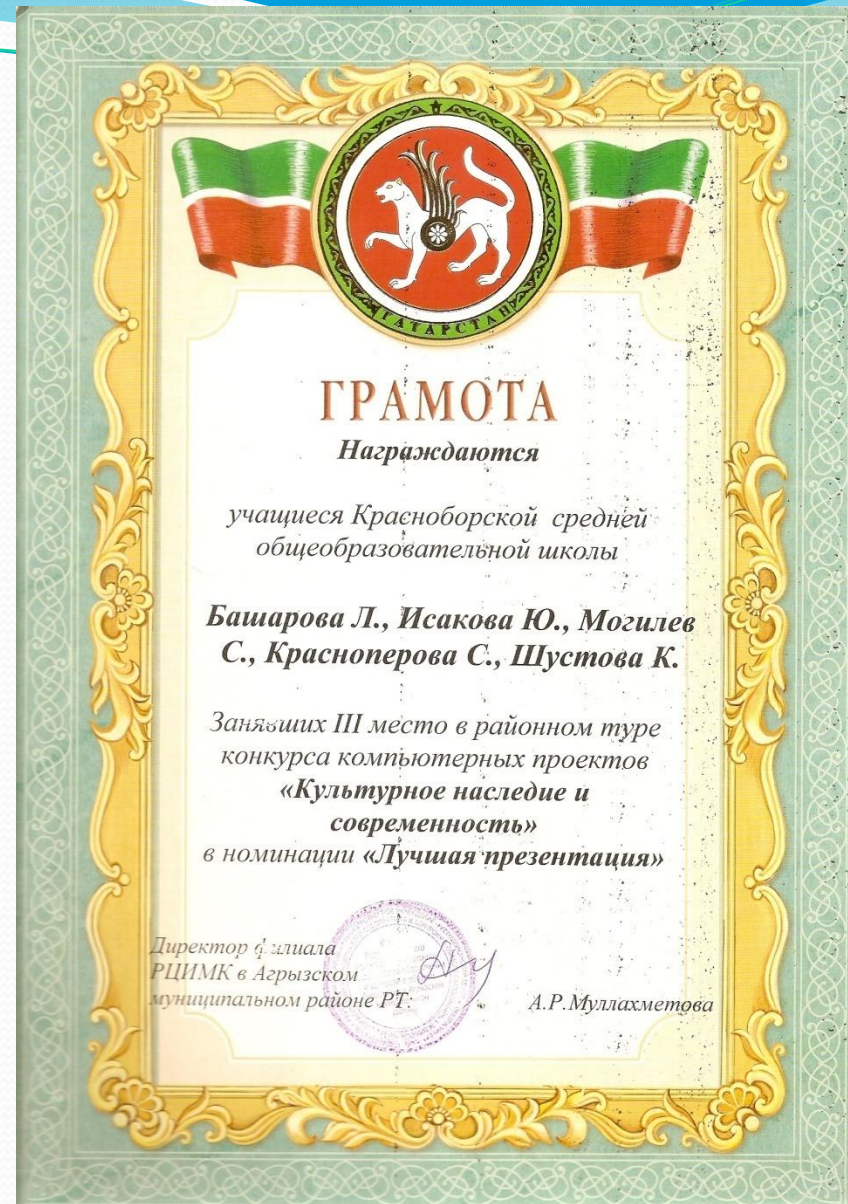 ТАТАРСТАН
ГРАМОТА
Награждаются
учащиеся Красноборской средней
общеобразовательной школы
Башарова Л., Исакова Ю., Могилев
С., Красноперова С., Шустова К.
Занявших III место в районном туре
конкурса компьютерных проектов
«Культурное наследие и
современность»
в номинации «Лучшая презентация»
Директор филиала
РЦИМК в Агрызском
муниципальном районе РТ:
А.Р.Муллахметова